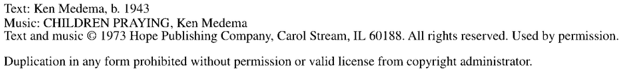 Text: Ken Medema, b. 1943
Music: CHILDREN PRAYING, Ken Medema
Text and music © 1973 Hope Publishing Company, Carol Stream, IL 60188. All rights reserved. Used by permission.
Duplication in any form prohibited without permission or valid license from copyright administrator.